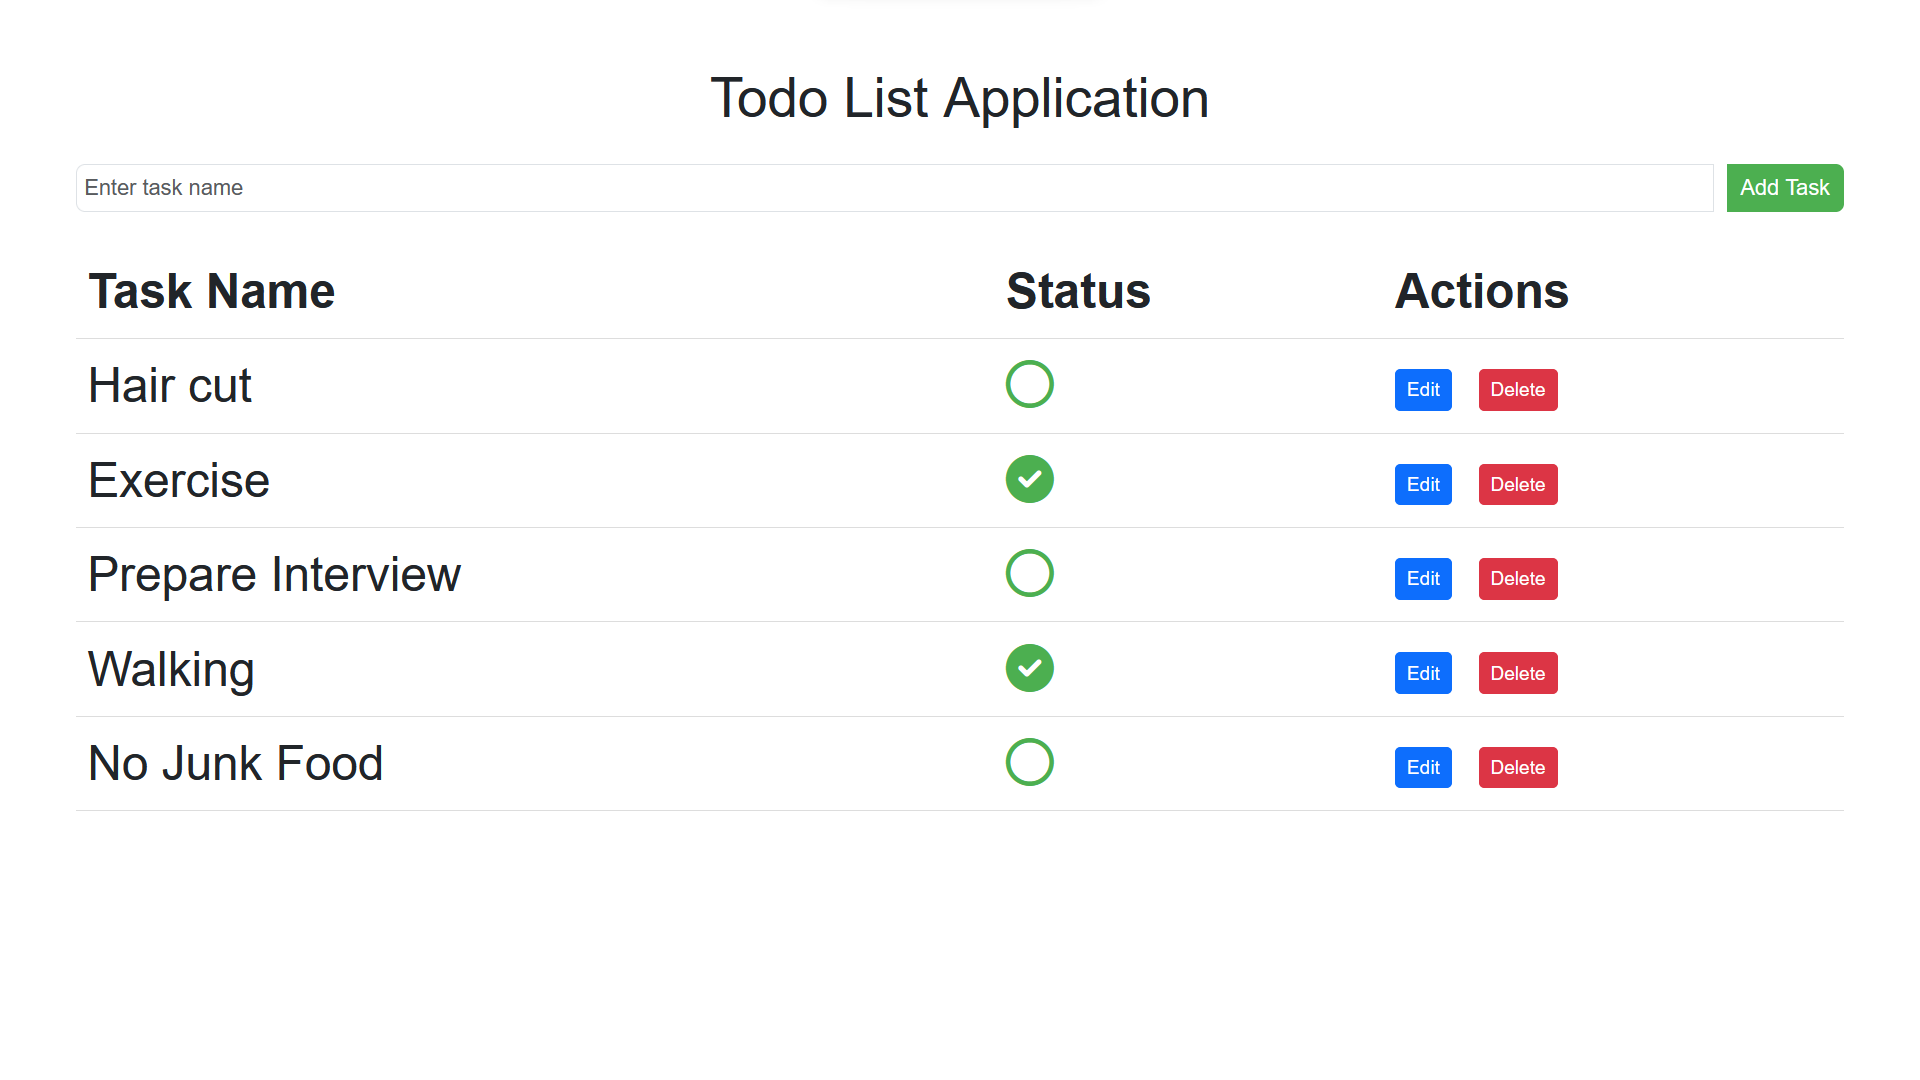 Todo List Application
Enter task name Add Task
Task Name Status Actions
Hair cut Edit Delete
Exercise Edit Delete
Prepare Interview Edit Delete
Walking Edit Delete
No Junk Food Edit Delete